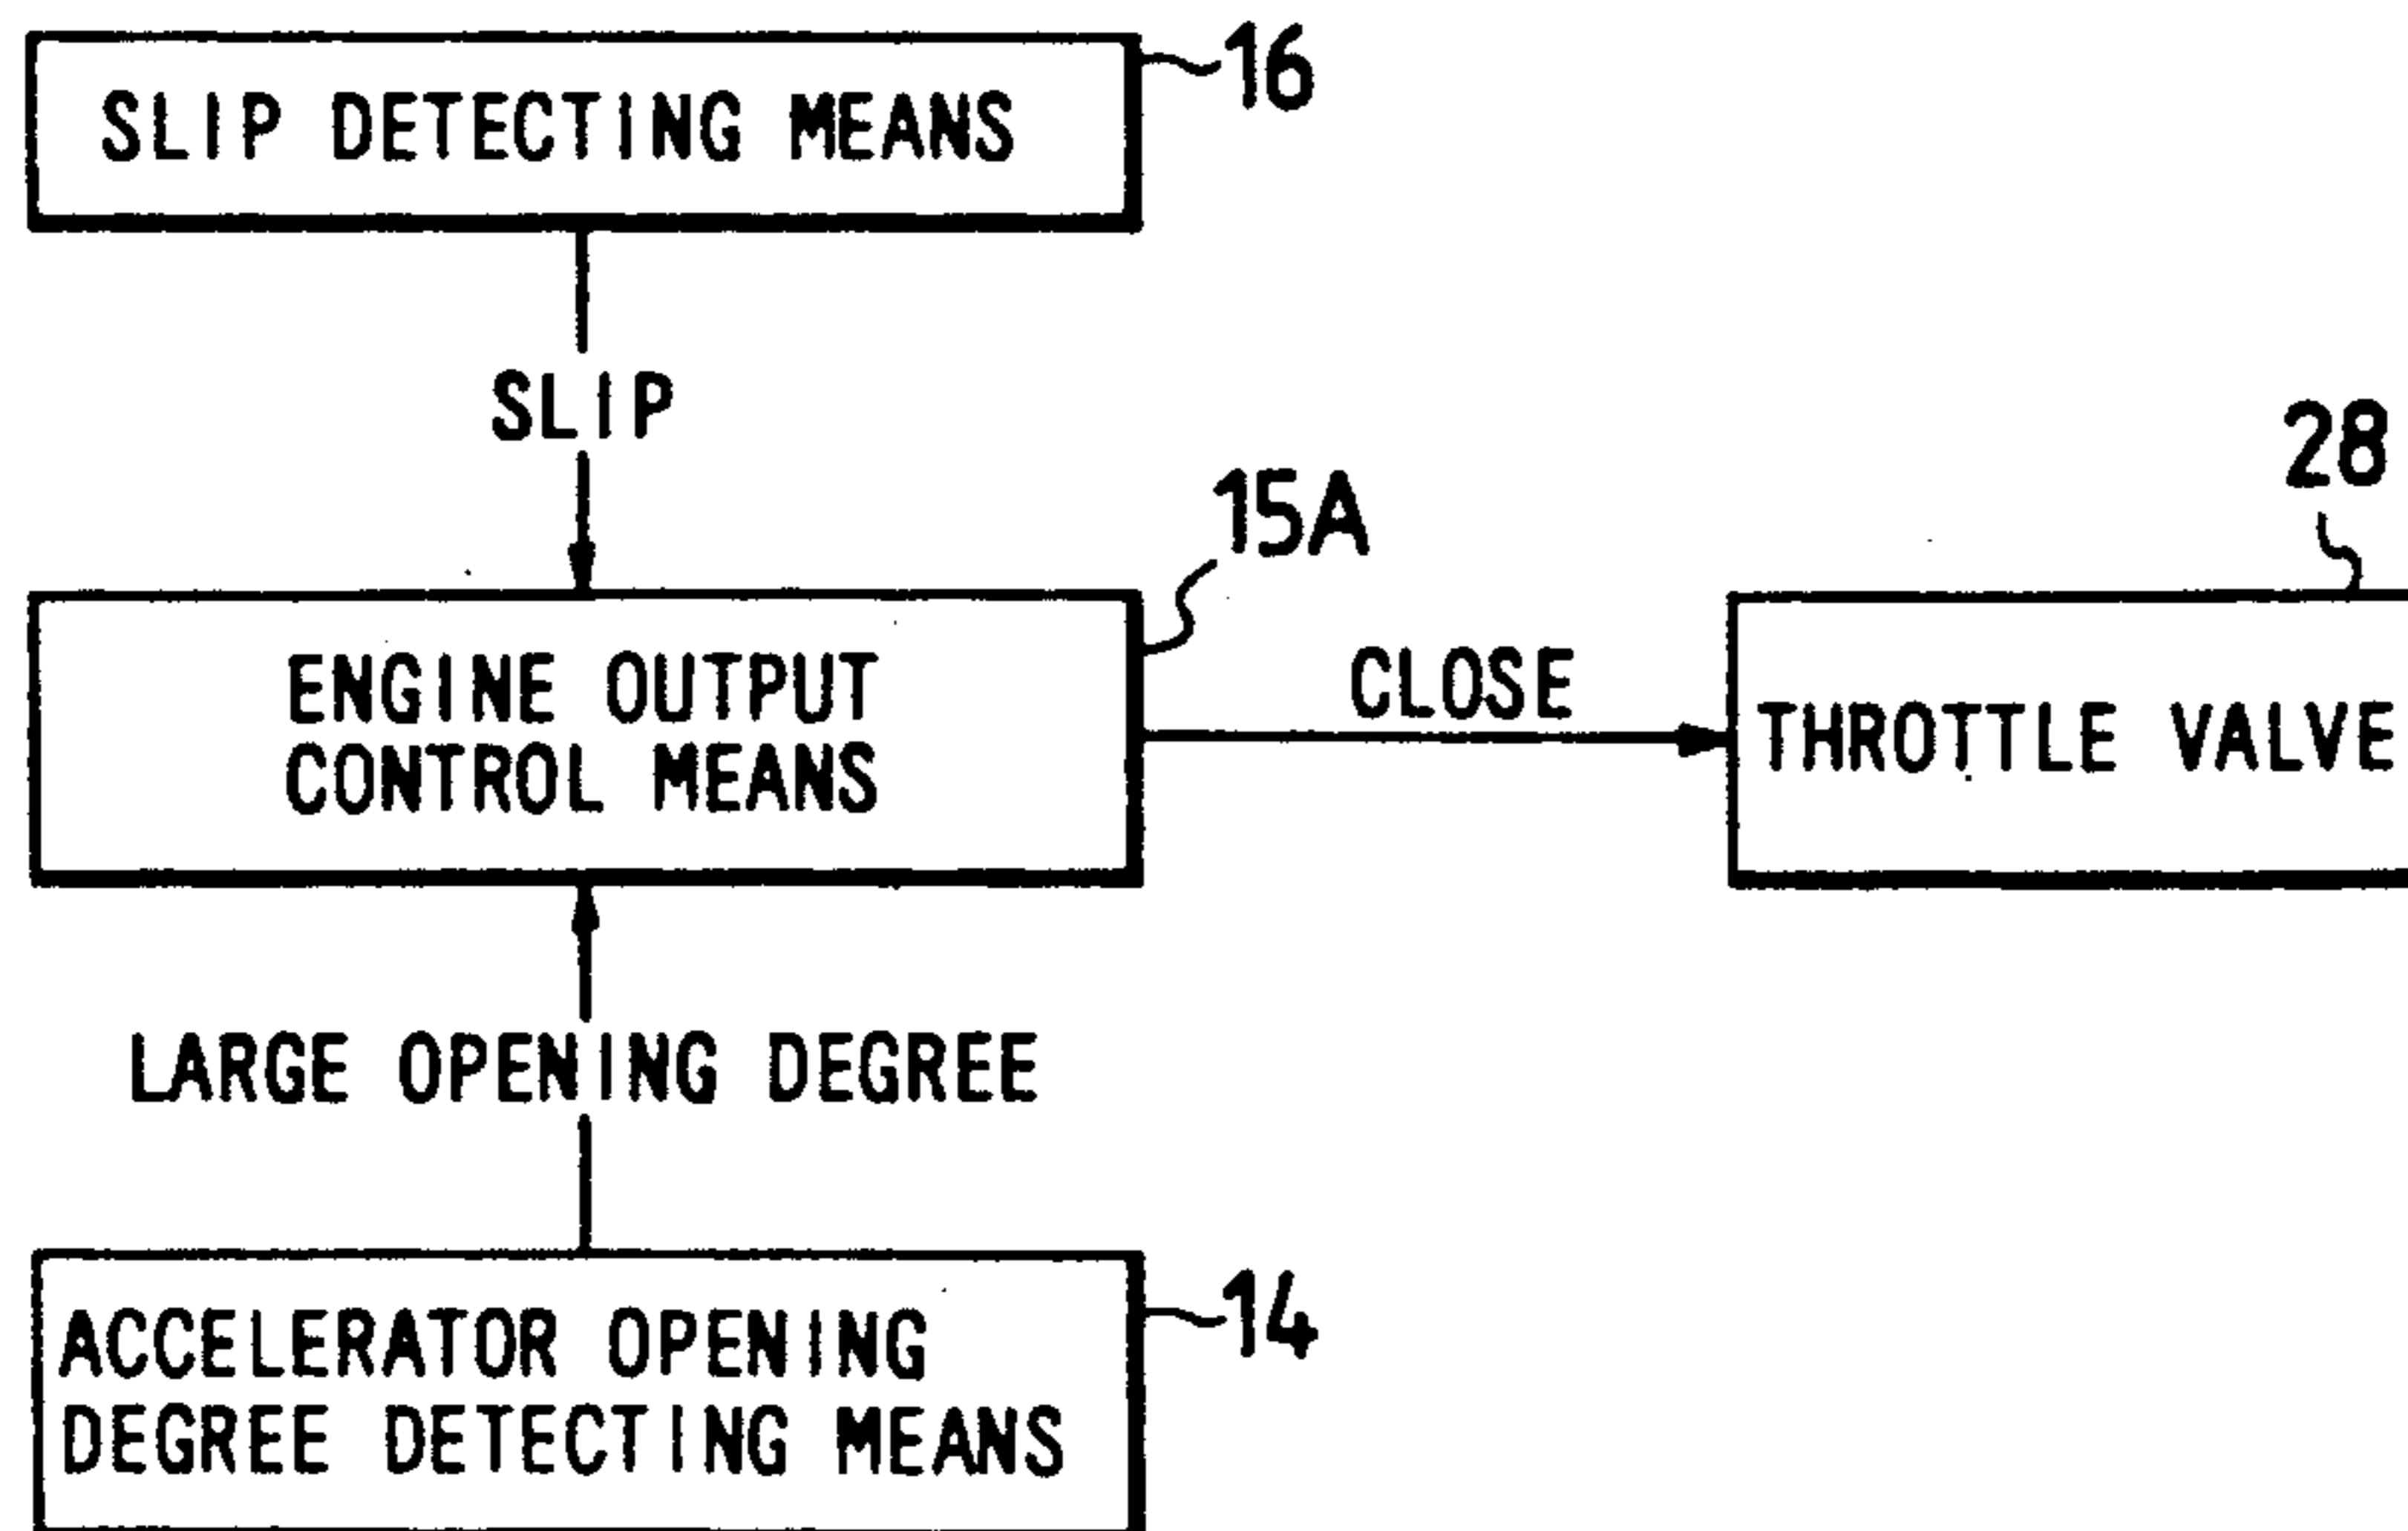 16
SLIP DETECTING MEANS
SLIP
15A
28
ENGINE OUTPUT
CONTROL MEANS
CLOSE
THROTTLE VALVE
LARGE OPENING DEGREE
14
ACCELERATOR OPENING
DEGREE DETECTING MEANS